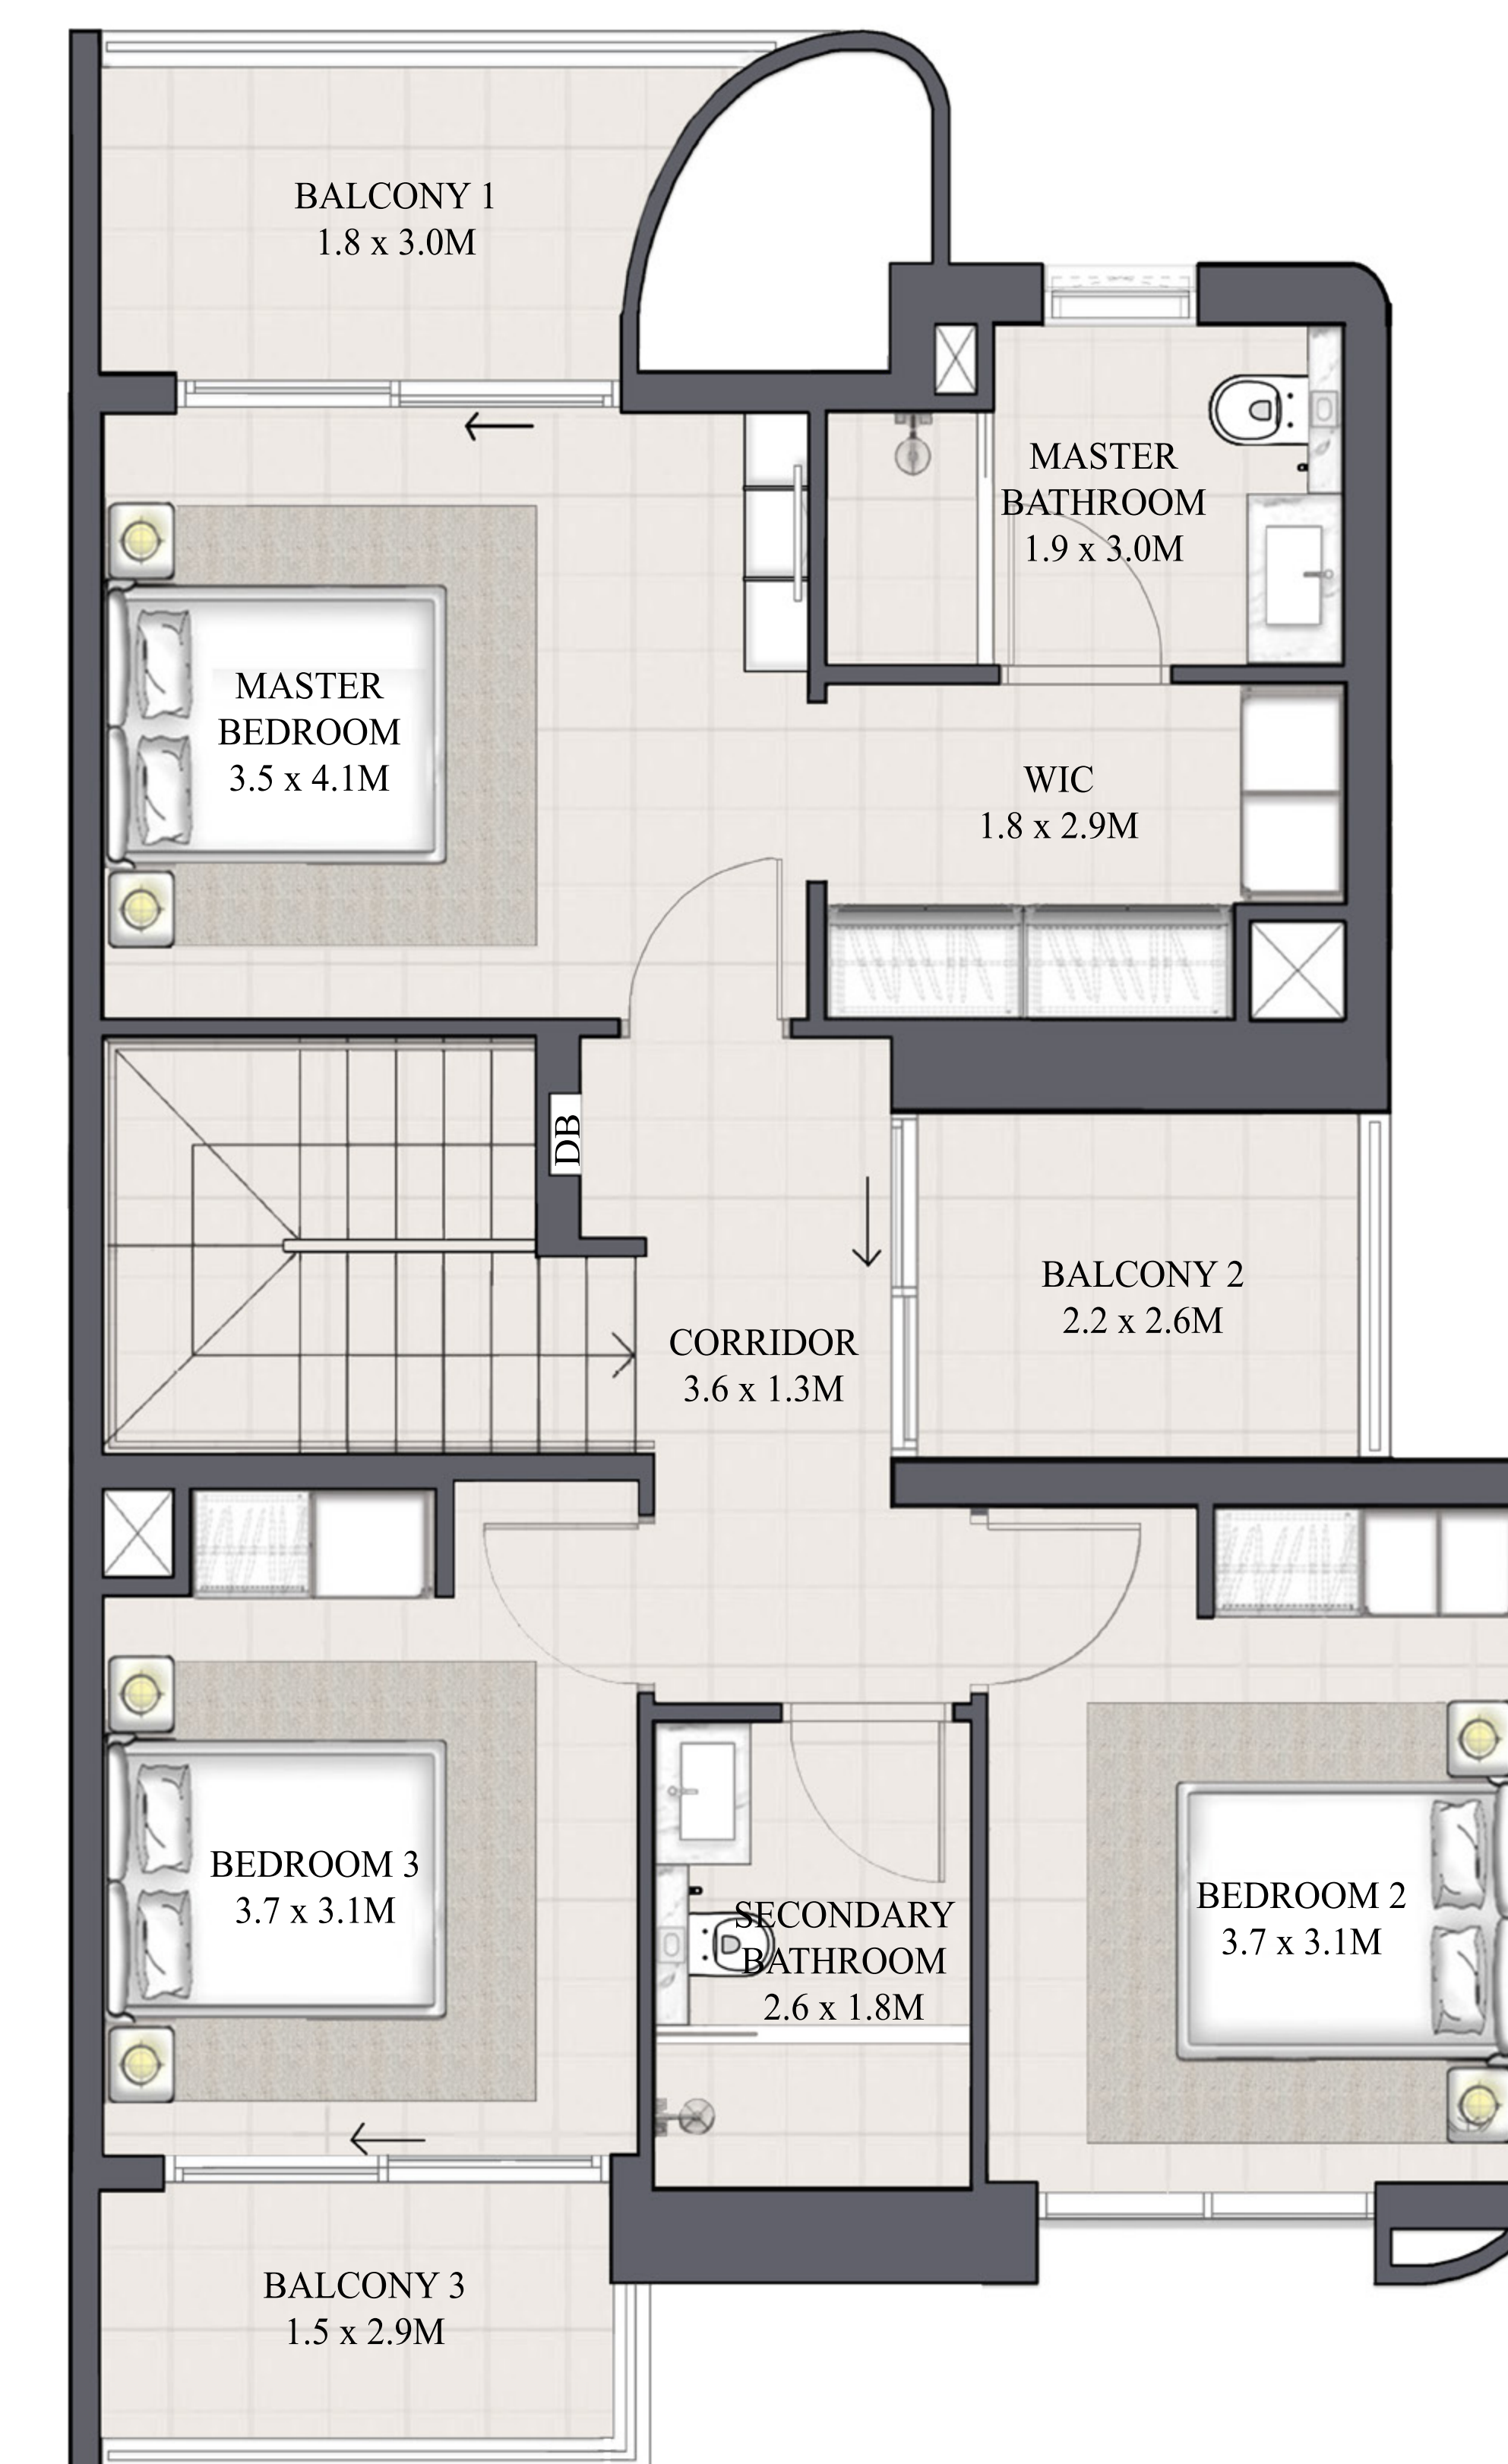 BALCONY 1
1.8 x 3.0M
MASTER
BATHROOM
1.9 x 3.0M
MASTER
BEDROOM
3.5 x 4.1M
WIC
1.8 x 2.9M
DB
BALCONY 2
2.2 x 2.6M
CORRIDOR
3.6 x 1.3M
BEDROOM 3
3.7 x 3.1M
BEDROOM 2
3.7 x 3.1M
SECONDARY
BATHROOM
2.6 x 1.8M
BALCONY 3
1.5 x 2.9M